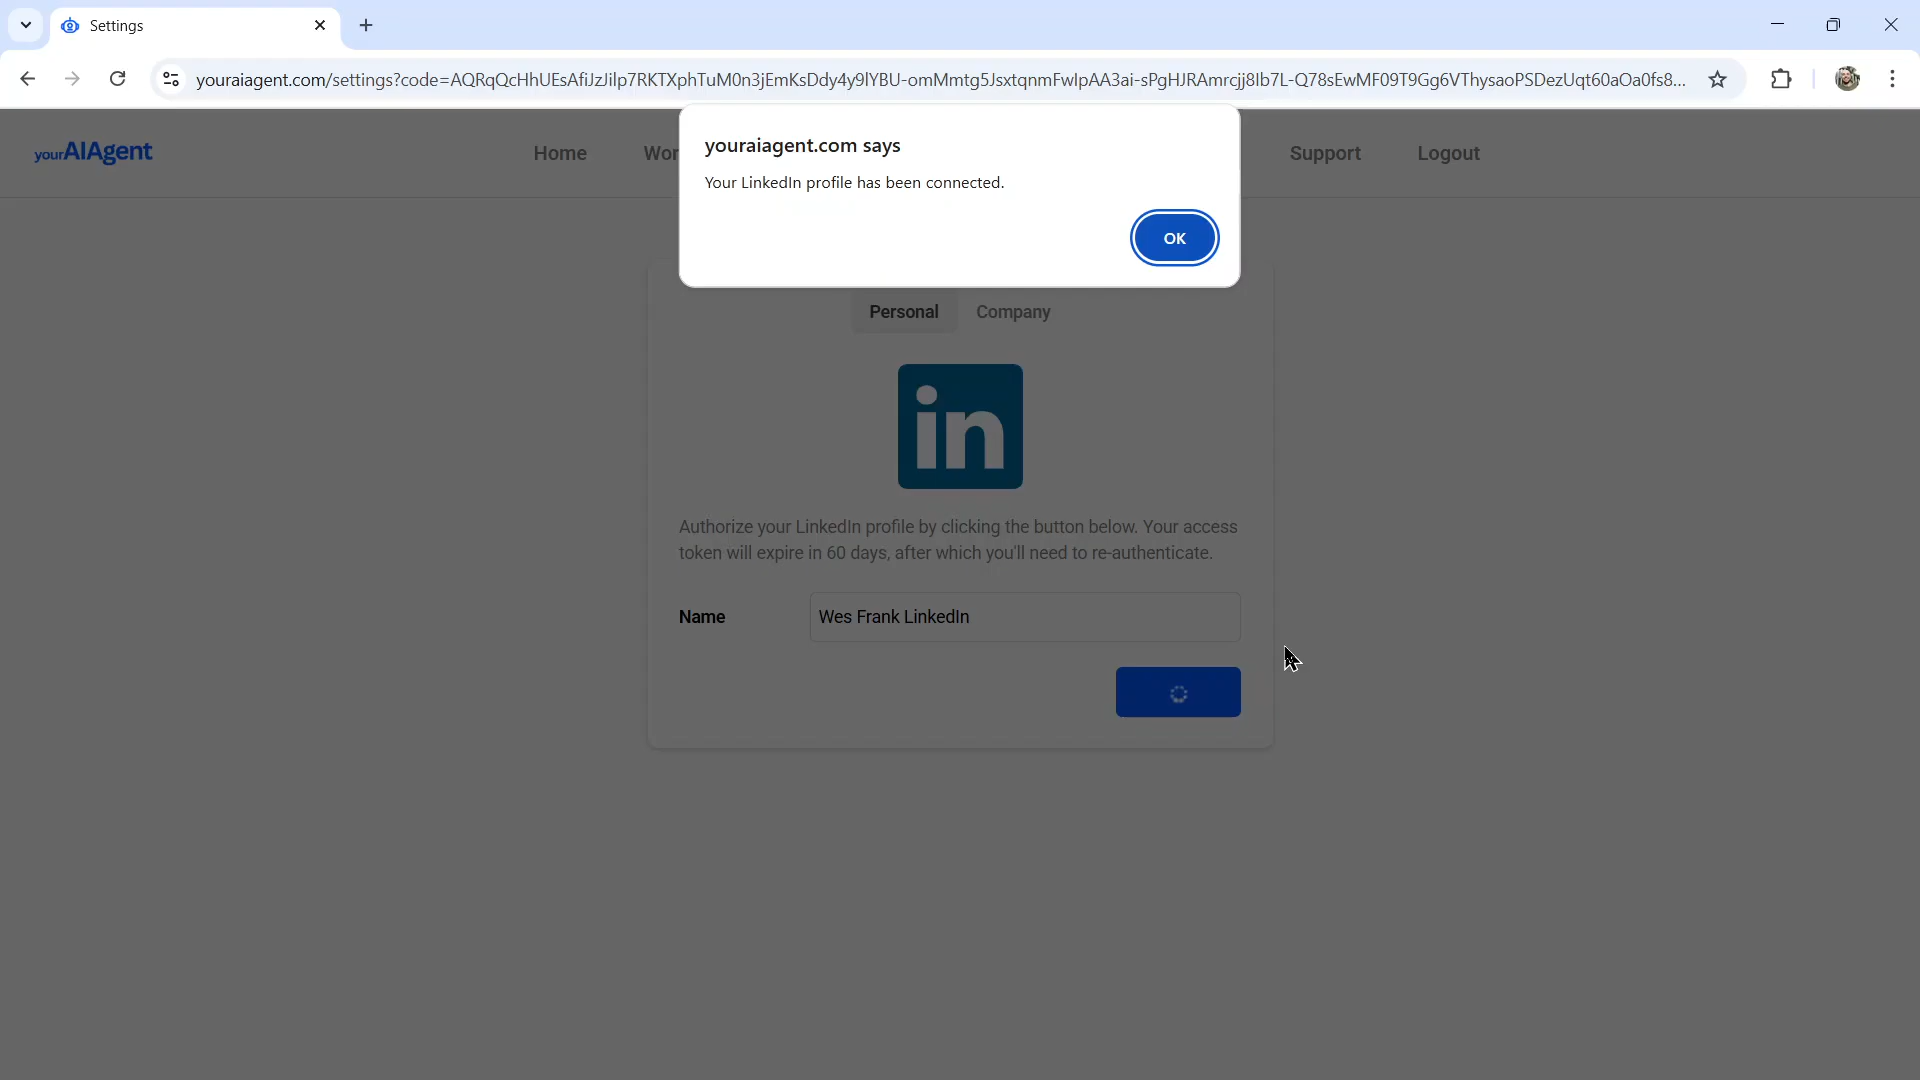 Settings
youraiagent.com/settings?code=AQRqQcHhUEsAfiJzJiIp7RKTXphTuM0n3jEmKsDdy4y9lYBU-omMmtg5JsxtqnmFwIpAA3ai-sPgHJRAmrcjj8Ib7L-Q78sEwMF09T9Gg6VThysaoPSDezUqt60aOa0fs8...
yourAIAgent
Home
Wor
Support
Logout
youraiagent.com says
Your LinkedIn profile has been connected.
OK
Personal
Company
in
Authorize your LinkedIn profile by clicking the button below. Your access
token will expire in 60 days, after which you'll need to re-authenticate.
Name
Wes Frank LinkedIn